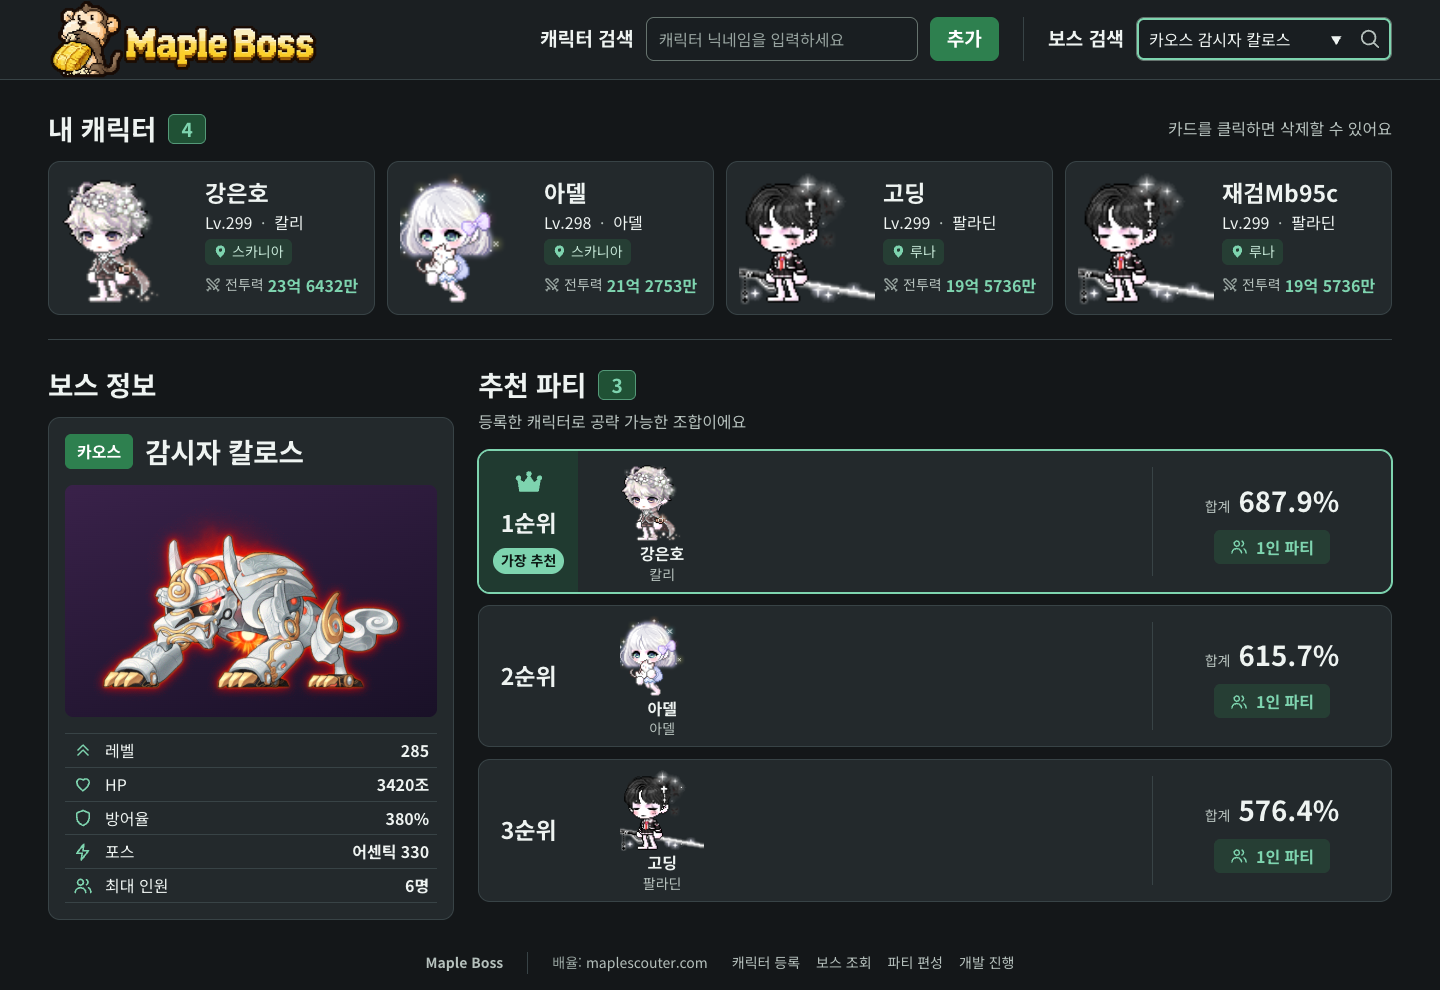 Maple Boss
캐릭터 검색
캐릭터 닉네임을 입력하세요
추가
보스 검색
카오스 감시자 칼로스
내 캐릭터 4
카드를 클릭하면 삭제할 수 있어요
강은호
Lv.299 · 칼리
스카니아
전투력 23억 6432만
아델
Lv.298 · 아델
스카니아
전투력 21억 2753만
고딩
Lv.299 · 팔라딘
루나
전투력 19억 5736만
재검Mb95c
Lv.299 · 팔라딘
루나
전투력 19억 5736만
보스 정보
카오스 감시자 칼로스
레벨 285
HP 3420조
방어율 380%
포스 어센틱 330
최대 인원 6명
추천 파티 3
등록한 캐릭터로 공략 가능한 조합이에요
1순위
가장 추천
강은호
칼리
합계 687.9%
1인 파티
2순위
아델
아델
합계 615.7%
1인 파티
3순위
고딩
팔라딘
합계 576.4%
1인 파티
Maple Boss
배율: maplescouter.com
캐릭터 등록 보스 조회 파티 편성 개발 진행